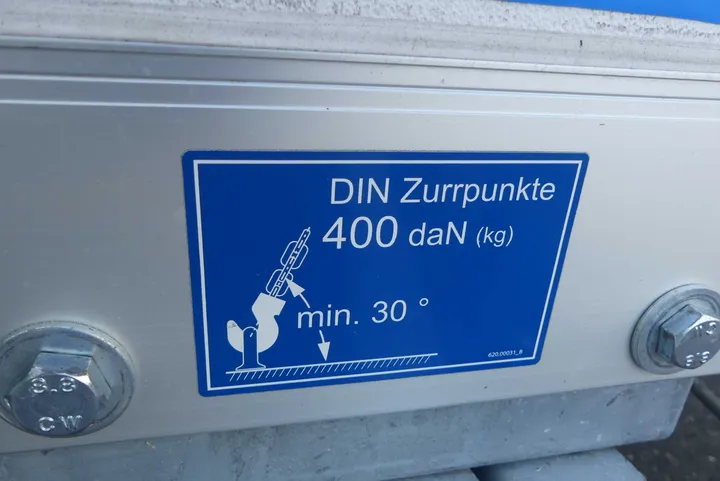 DIN Zurrpunkte
400 daN (kg)
min. 30 °
620.00031_B
8.8
CW